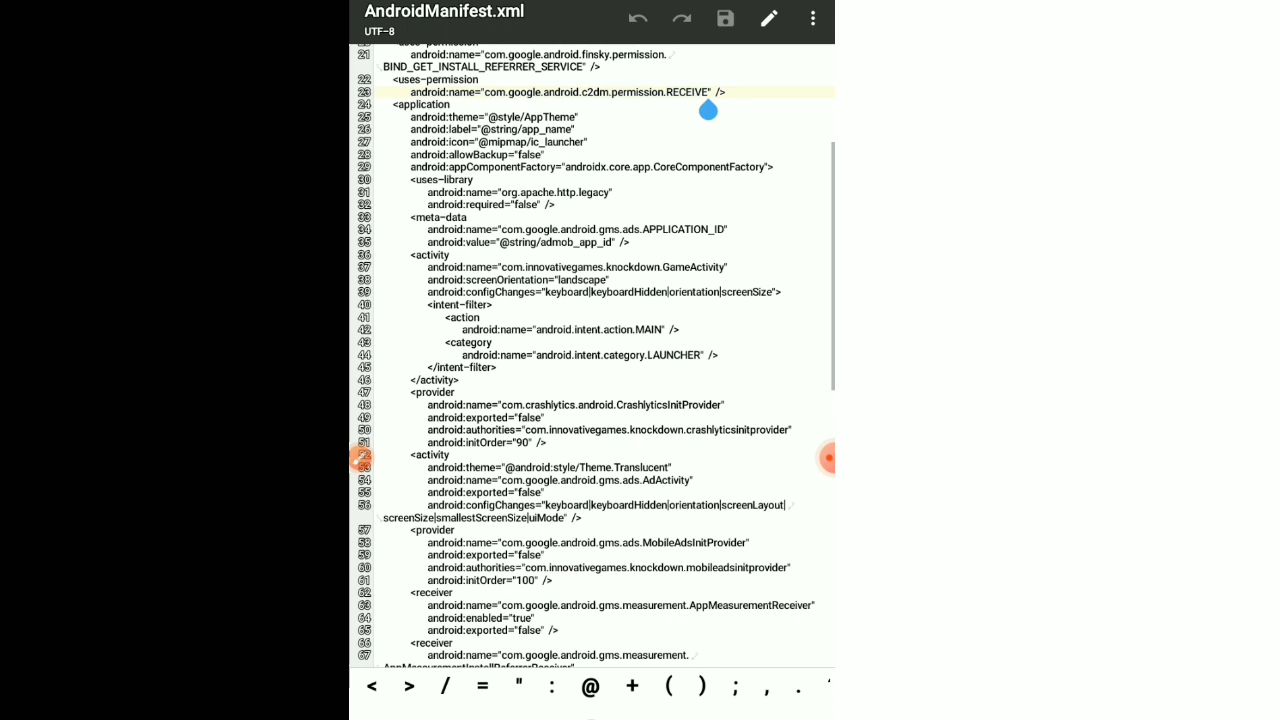 AndroidManifest.xml
UTF-8
<uses-permission
21 android:name="com.google.android.finsky.permission.
BIND_GET_INSTALL_REFERRER_SERVICE" />
22 <uses-permission
23 android:name="com.google.android.c2dm.permission.RECEIVE" />
24 <application
25 android:theme="@style/AppTheme"
26 android:label="@string/app_name"
27 android:icon="@mipmap/ic_launcher"
28 android:allowBackup="false"
29 android:appComponentFactory="androidx.core.app.CoreComponentFactory">
30 <uses-library
31 android:name="org.apache.http.legacy"
32 android:required="false" />
33 <meta-data
34 android:name="com.google.android.gms.ads.APPLICATION_ID"
35 android:value="@string/admob_app_id" />
36 <activity
37 android:name="com.innovativegames.knockdown.GameActivity"
38 android:screenOrientation="landscape"
39 android:configChanges="keyboard|keyboardHidden|orientation|screenSize">
40 <intent-filter>
41 <action
42 android:name="android.intent.action.MAIN" />
43 <category
44 android:name="android.intent.category.LAUNCHER" />
45 </intent-filter>
46 </activity>
47 <provider
48 android:name="com.crashlytics.android.CrashlyticsInitProvider"
49 android:exported="false"
50 android:authorities="com.innovativegames.knockdown.crashlyticsinitprovider"
51 android:initOrder="90" />
52 <activity
53 android:theme="@android:style/Theme.Translucent"
54 android:name="com.google.android.gms.ads.AdActivity"
55 android:exported="false"
56 android:configChanges="keyboard|keyboardHidden|orientation|screenLayout|
screenSize|smallestScreenSize|uiMode" />
57 <provider
58 android:name="com.google.android.gms.ads.MobileAdsInitProvider"
59 android:exported="false"
60 android:authorities="com.innovativegames.knockdown.mobileadsinitprovider"
61 android:initOrder="100" />
62 <receiver
63 android:name="com.google.android.gms.measurement.AppMeasurementReceiver"
64 android:enabled="true"
65 android:exported="false" />
66 <receiver
67 android:name="com.google.android.gms.measurement.
AppMeasurementInstallReferrerReceiver"
< > / = " : @ + ( ) ; , .